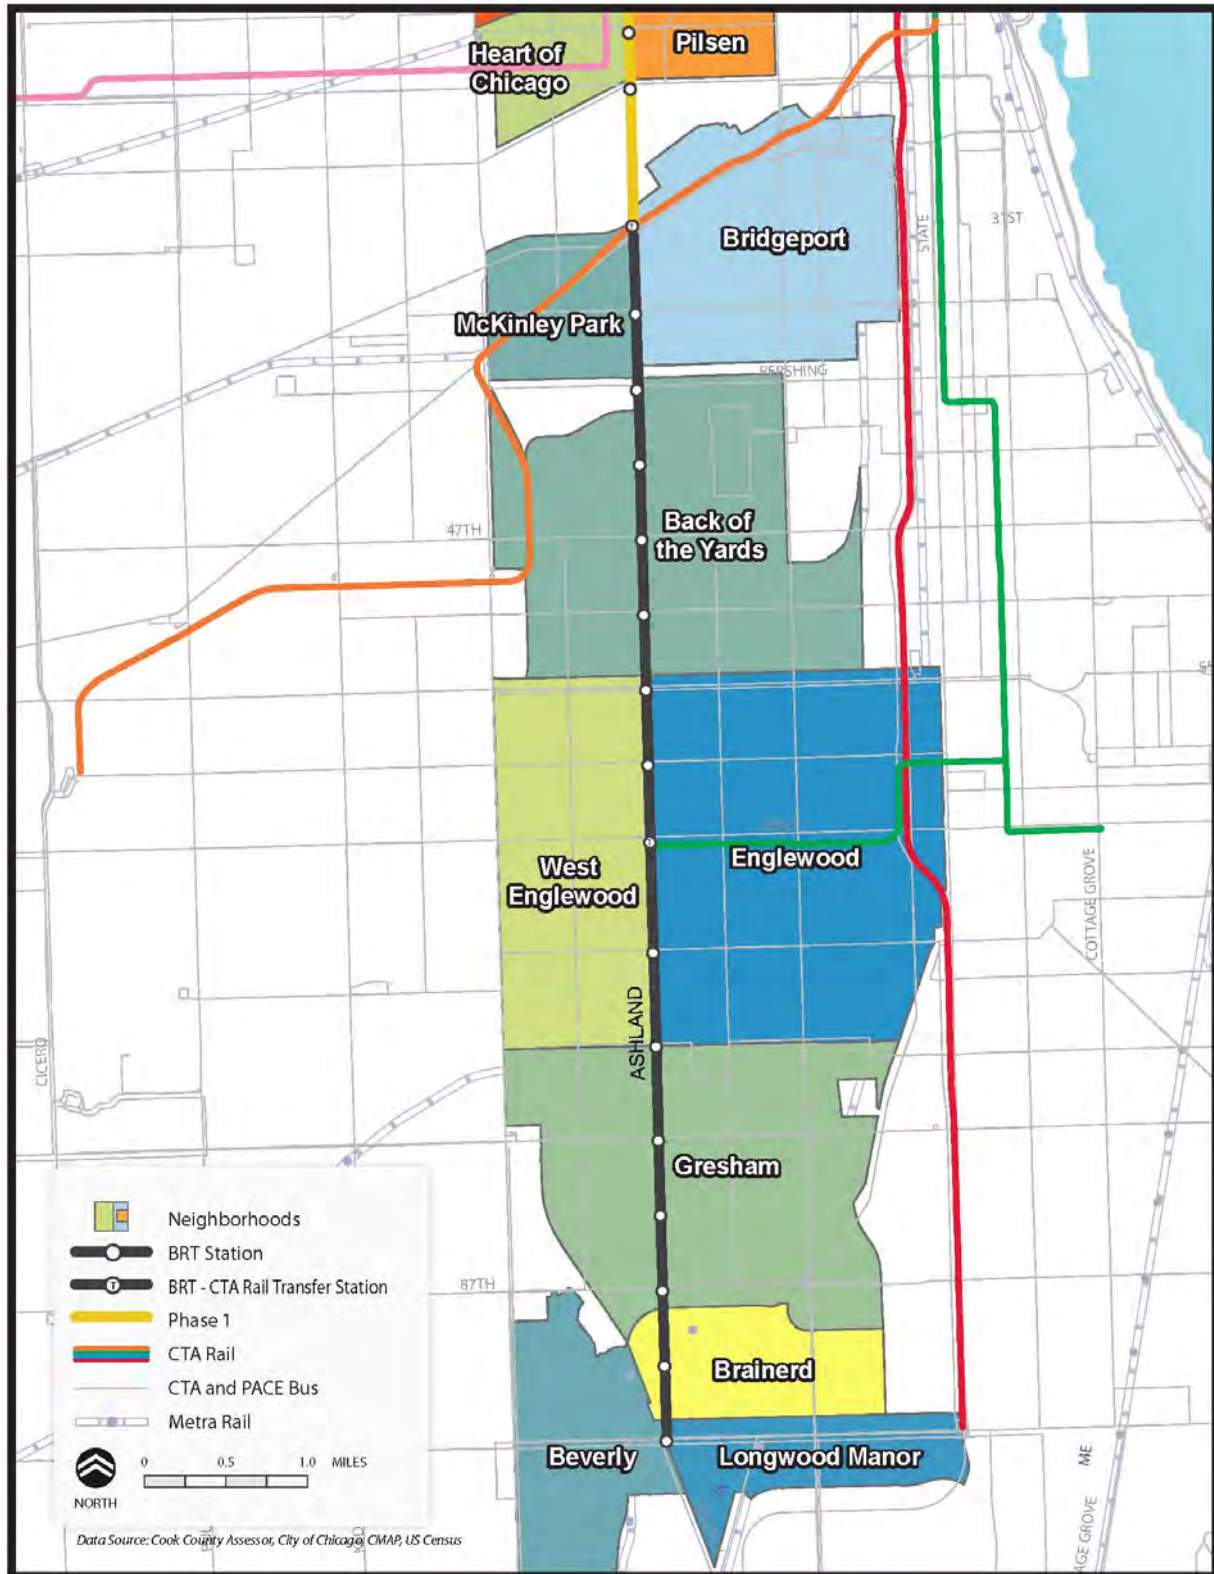 Heart of
Chicago
Pilsen
Bridgeport
STATE
31ST
McKinley Park
PERSHING
Back of
the Yards
47TH
West
Englewood
Englewood
COTTAGE GROVE
ASHLAND
CICERO
Gresham
87TH
Brainerd
Beverly
Longwood Manor
ME
AGE GROVE
Neighborhoods
BRT Station
T
BRT - CTA Rail Transfer Station
Phase 1
CTA Rail
CTA and PACE Bus
Metra Rail
0 0.5 1.0 MILES
NORTH
Data Source: Cook County Assessor, City of Chicago, CMAP, US Census